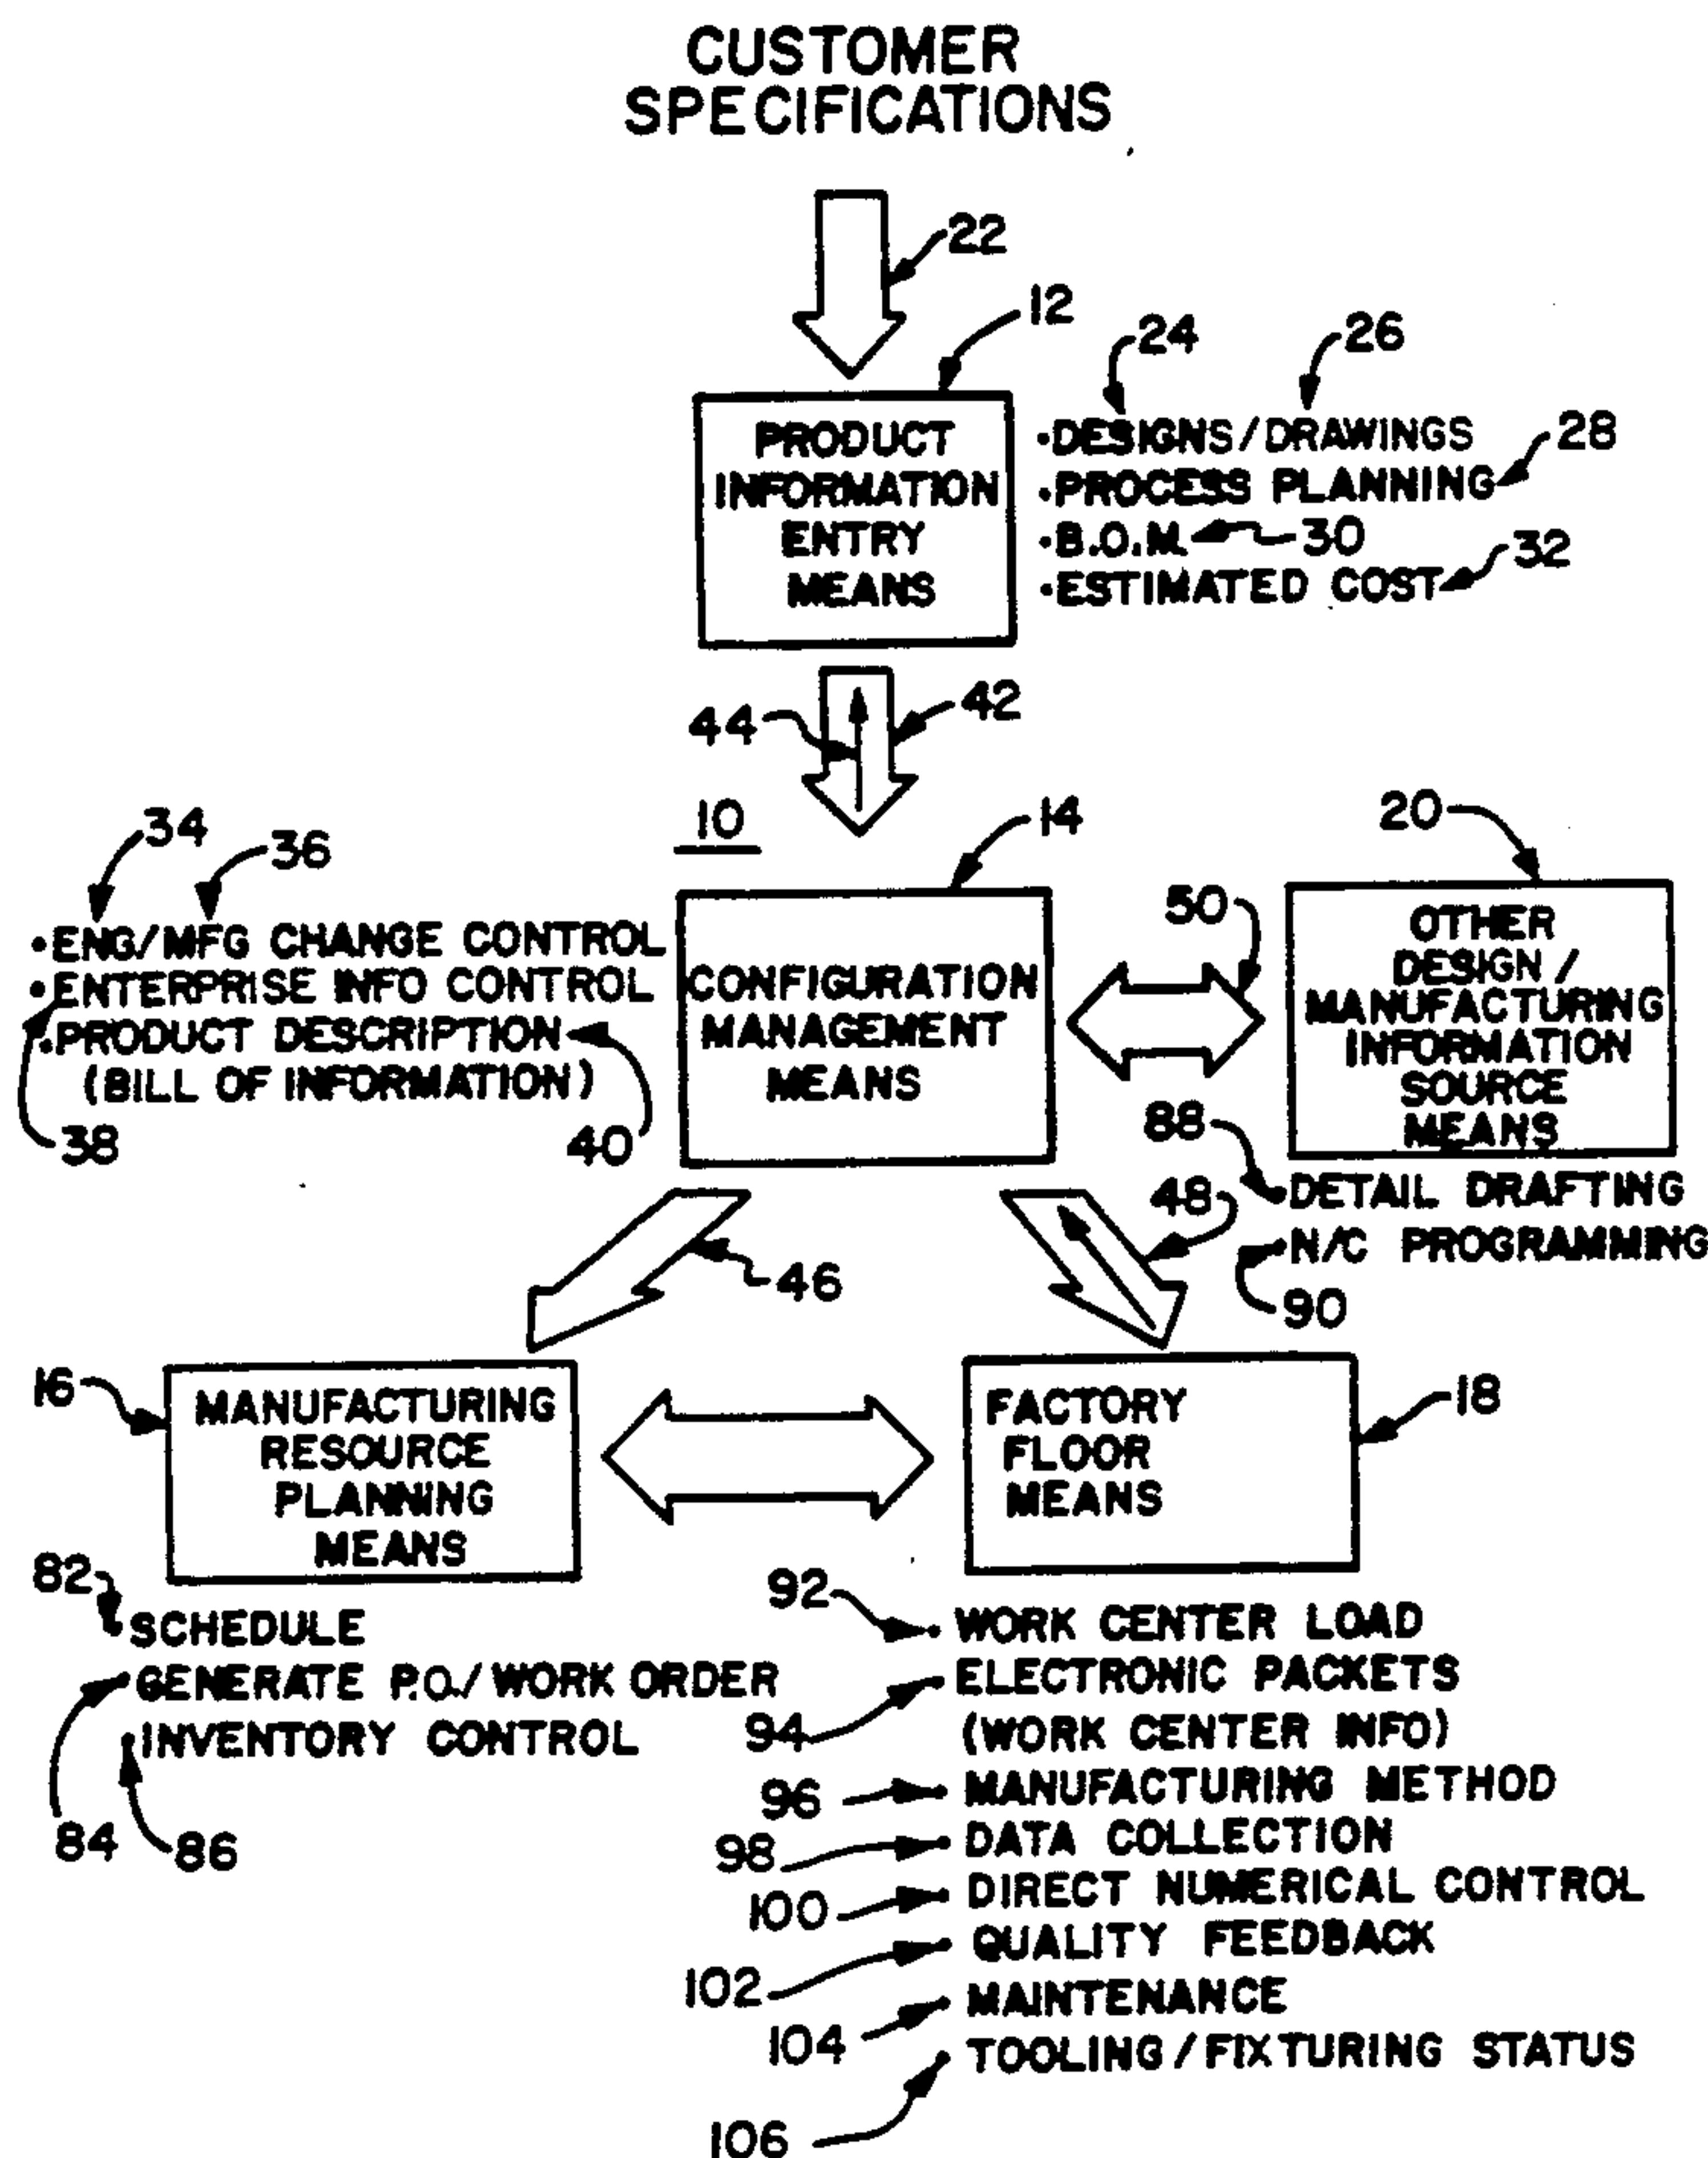 CUSTOMER
SPECIFICATIONS
22
12
24
26
PRODUCT
INFORMATION
ENTRY
MEANS
•DESIGNS/DRAWINGS
28
•PROCESS PLANNING
•B.O.M.
30
32
•ESTIMATED COST
44
42
10
14
20
34
36
50
•ENG/MFG CHANGE CONTROL
•ENTERPRISE INFO CONTROL
•PRODUCT DESCRIPTION
(BILL OF INFORMATION)
38
40
CONFIGURATION
MANAGEMENT
MEANS
OTHER
DESIGN/
MANUFACTURING
INFORMATION
SOURCE
MEANS
88
•DETAIL DRAFTING
48
•N/C PROGRAMMING
90
46
16
MANUFACTURING
RESOURCE
PLANNING
MEANS
FACTORY
FLOOR
MEANS
18
82
•SCHEDULE
•GENERATE P.O./WORK ORDER
•INVENTORY CONTROL
84
86
92
•WORK CENTER LOAD
•ELECTRONIC PACKETS
94
(WORK CENTER INFO)
96
•MANUFACTURING METHOD
98
•DATA COLLECTION
100
•DIRECT NUMERICAL CONTROL
102
•QUALITY FEEDBACK
104
•MAINTENANCE
•TOOLING/FIXTURING STATUS
106